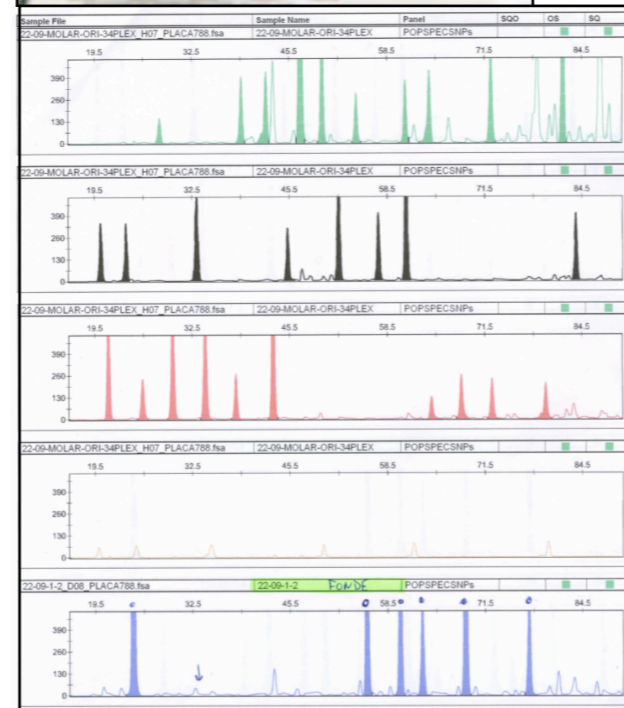 Sample File Sample Name Panel SQO OS SQ
22-09-MOLAR-ORI-34PLEX_H07_PLACA788.fsa 22-09-MOLAR-ORI-34PLEX POPSPECSNPs
19.5 32.5 45.5 58.5 71.5 84.5
390
260
130
0
22-09-MOLAR-ORI-34PLEX_H07_PLACA788.fsa 22-09-MOLAR-ORI-34PLEX POPSPECSNPs
19.5 32.5 45.5 58.5 71.5 84.5
390
260
130
0
22-09-MOLAR-ORI-34PLEX_H07_PLACA788.fsa 22-09-MOLAR-ORI-34PLEX POPSPECSNPs
19.5 32.5 45.5 58.5 71.5 84.5
390
260
130
0
22-09-MOLAR-ORI-34PLEX_H07_PLACA788.fsa 22-09-MOLAR-ORI-34PLEX POPSPECSNPs
19.5 32.5 45.5 58.5 71.5 84.5
390
260
130
0
22-09-1-2_D08_PLACA788.fsa 22-09-1-2 FONDE POPSPECSNPs
19.5 32.5 45.5 58.5 71.5 84.5
390
260
130
0